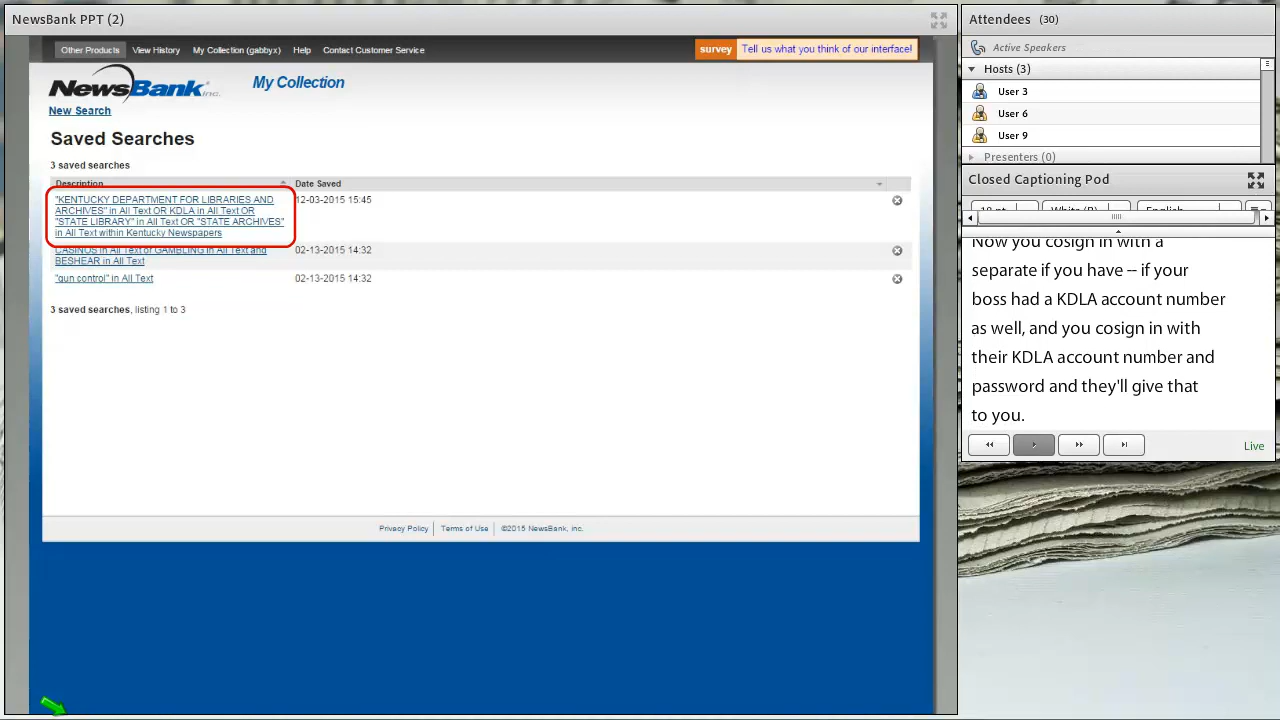 NewsBank PPT (2)
Other Products View History My Collection (gabbyx) Help Contact Customer Service
survey Tell us what you think of our interface!
NewsBank inc.
My Collection
New Search
Saved Searches
3 saved searches
Description Date Saved
"KENTUCKY DEPARTMENT FOR LIBRARIES AND
ARCHIVES" in All Text OR KDLA in All Text OR
"STATE LIBRARY" in All Text OR "STATE ARCHIVES"
in All Text within Kentucky Newspapers
12-03-2015 15:45
CASINOS in All Text or GAMBLING in All Text and
BESHEAR in All Text
02-13-2015 14:32
"gun control" in All Text
02-13-2015 14:32
3 saved searches, listing 1 to 3
Privacy Policy Terms of Use ©2015 NewsBank, inc.
Attendees (30)
Active Speakers
Hosts (3)
User 3
User 6
User 9
Presenters (0)
Closed Captioning Pod
English
Now you cosign in with a
separate if you have -- if your
boss had a KDLA account number
as well, and you cosign in with
their KDLA account number and
password and they'll give that
to you.
Live